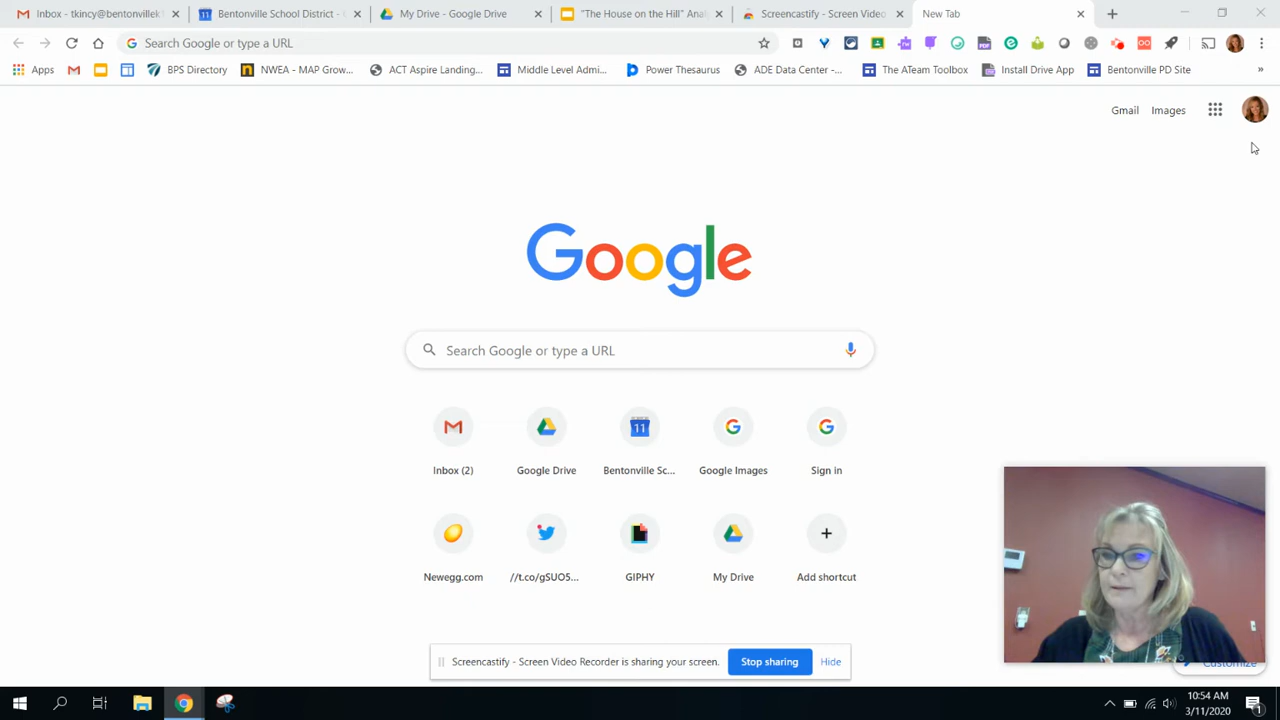 Inbox - tkincy@bentonvillek
Bentonville School District -
My Drive - Google Drive
"The House on the Hill" Anal
Screencastify - Screen Video
New Tab
Search Google or type a URL
Apps
BPS Directory
NWEA - MAP Grow...
ACT Aspire Landing...
Middle Level Admi...
Power Thesaurus
ADE Data Center -...
The ATeam Toolbox
Install Drive App
Bentonville PD Site
»
Gmail
Images
Google
Search Google or type a URL
11
Inbox (2)
Google Drive
Bentonville Sc...
Google Images
Sign in
Newegg.com
//t.co/gSUO5...
GIPHY
My Drive
Add shortcut
Screencastify - Screen Video Recorder is sharing your screen.
Stop sharing
Hide
Customize
10:54 AM
3/11/2020
1